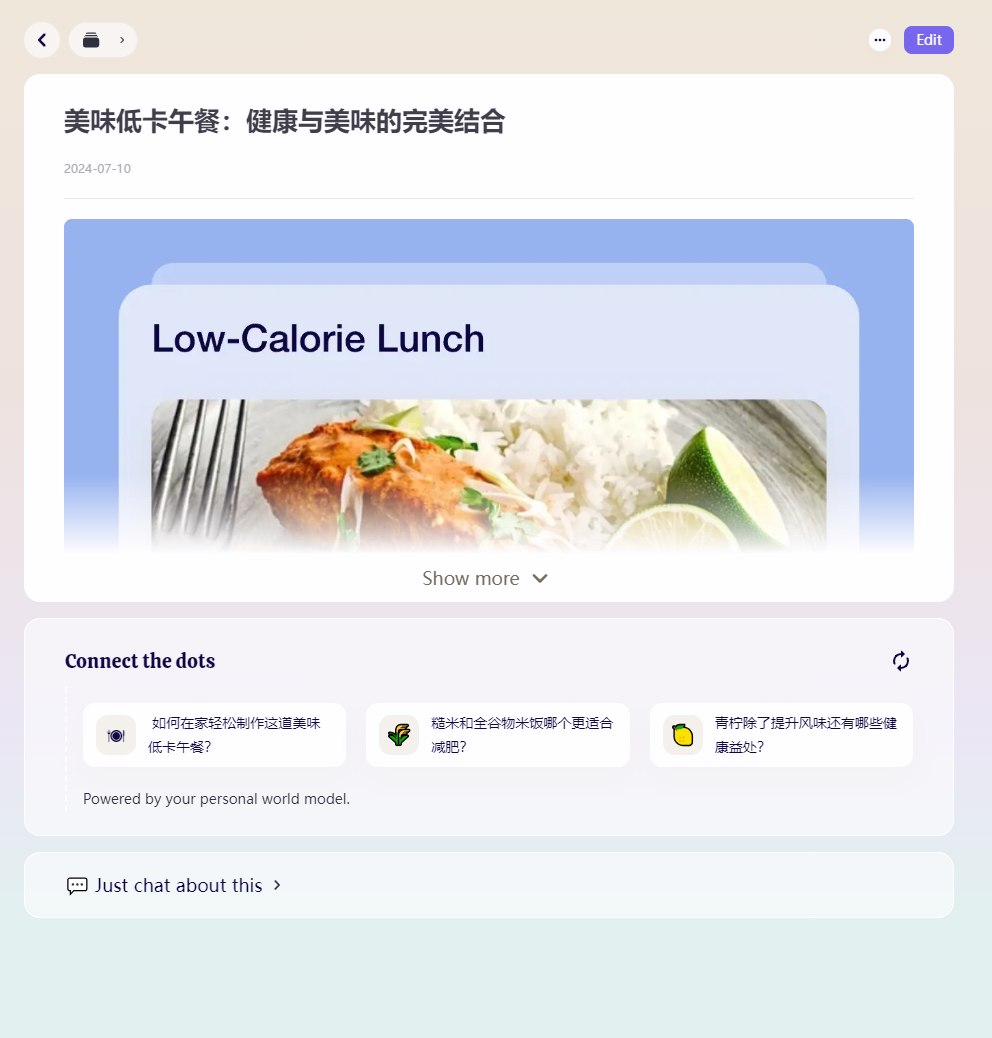 Edit
美味低卡午餐：健康与美味的完美结合
2024-07-10
Low-Calorie Lunch
Show more
Connect the dots
如何在家轻松制作这道美味
低卡午餐？
糙米和全谷物米饭哪个更适合
减肥？
青柠除了提升风味还有哪些健
康益处？
Powered by your personal world model.
Just chat about this